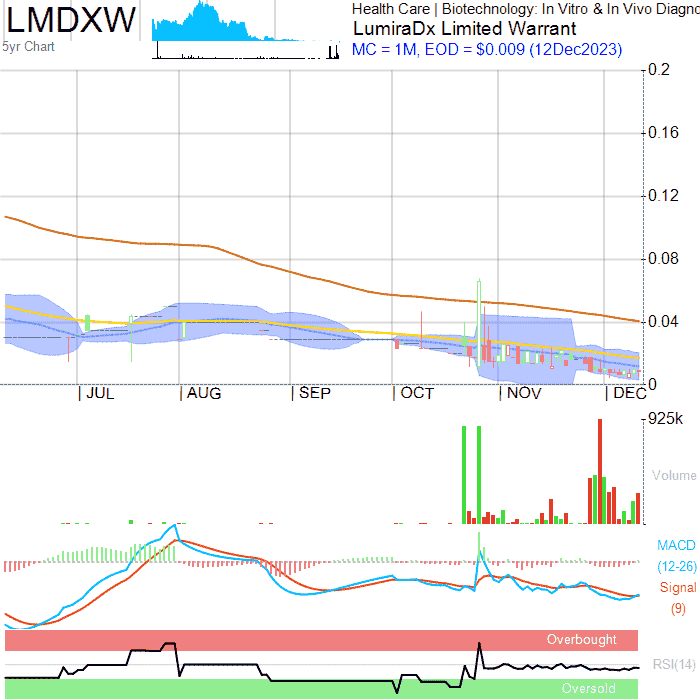 LMDXW
Health Care | Biotechnology: In Vitro & In Vivo Diagno
LumiraDx Limited Warrant
5yr Chart
MC = 1M, EOD = $0.009 (12Dec2023)
0.2
0.16
0.12
0.08
0.04
0
JUL AUG SEP OCT NOV DEC
925k
Volume
MACD
(12-26)
Signal
(9)
Overbought
RSI(14)
Oversold